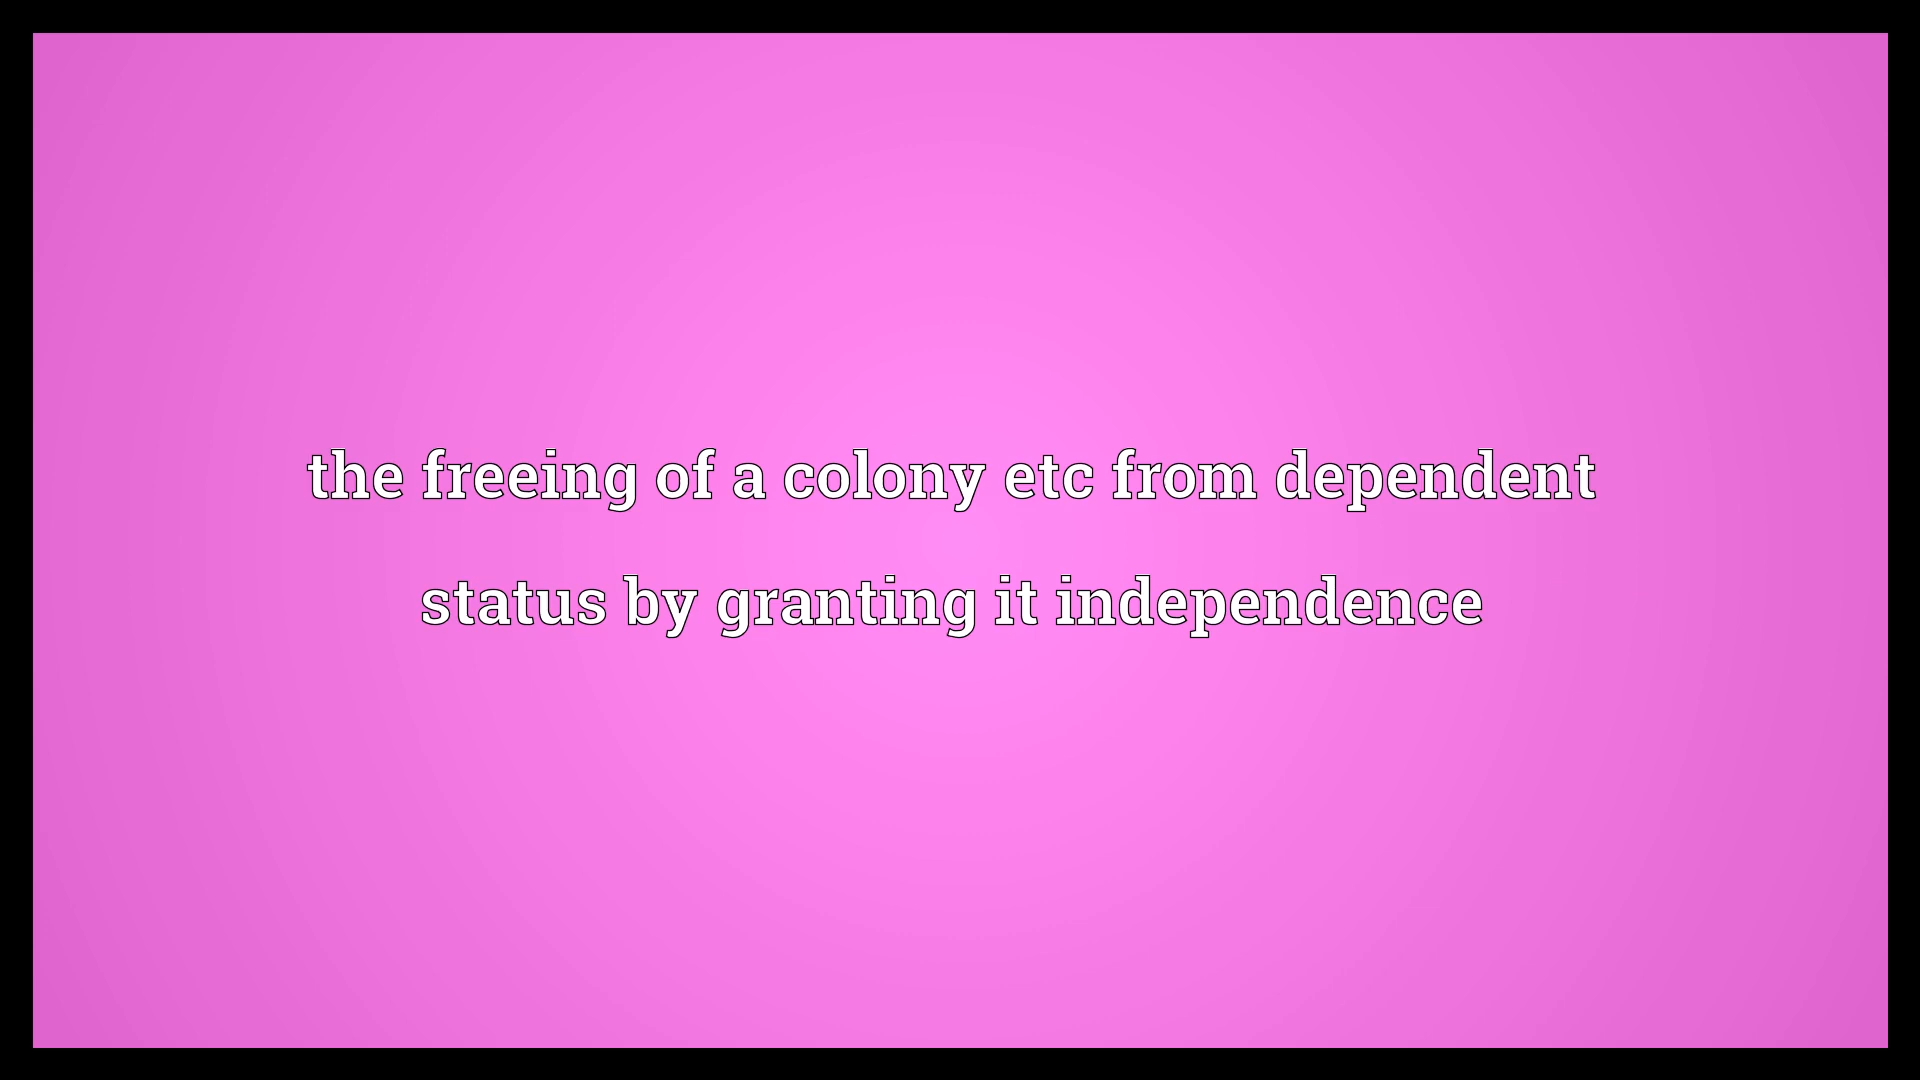 the freeing of a colony etc from dependent
status by granting it independence